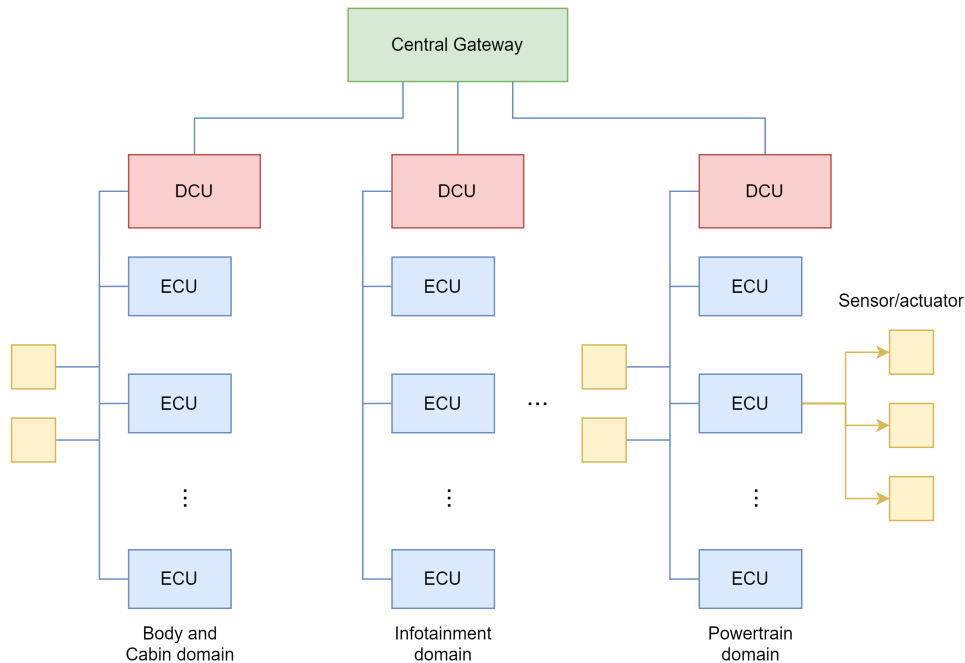 Central Gateway
DCU
DCU
DCU
ECU
ECU
ECU
Sensor/actuator
ECU
ECU
...
ECU
⋮
⋮
⋮
ECU
ECU
ECU
Body and
Cabin domain
Infotainment
domain
Powertrain
domain